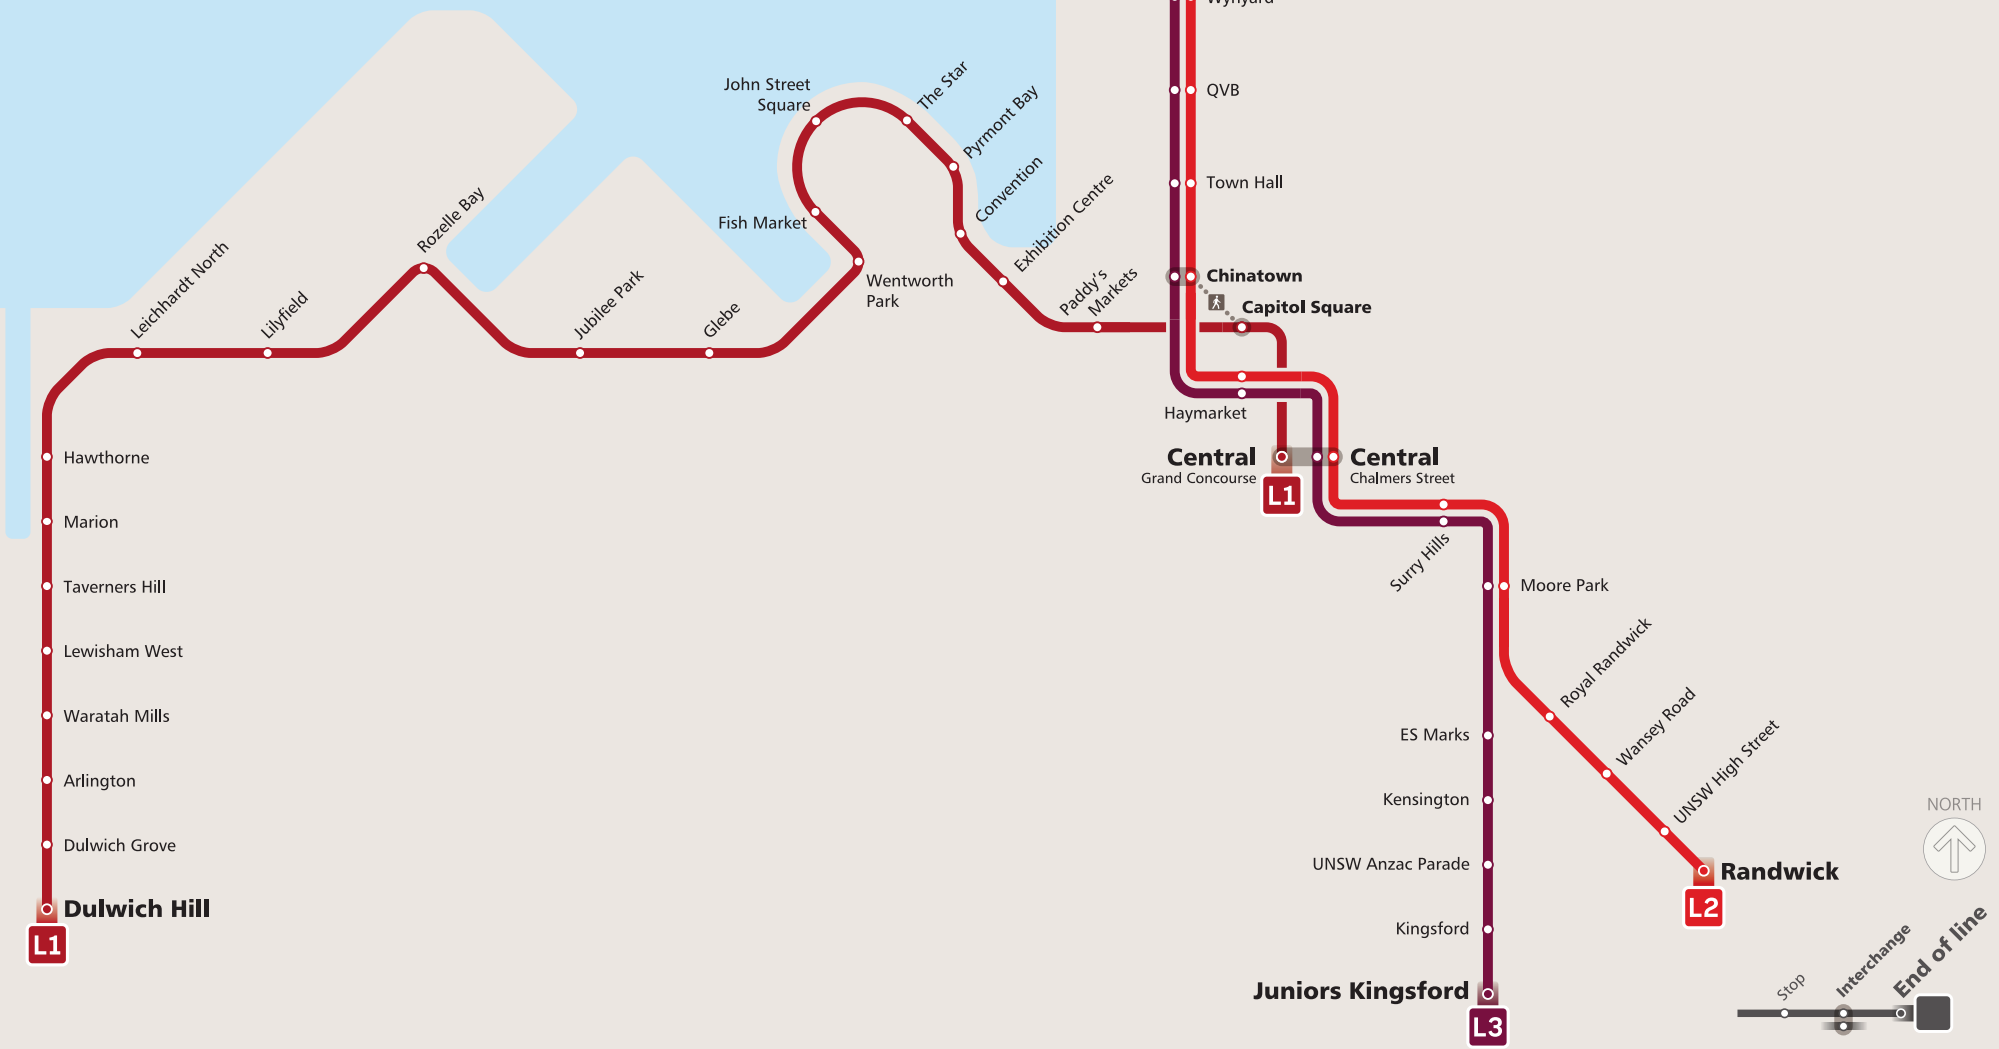 Wynyard
QVB
Town Hall
Chinatown
Capitol Square
John Street
Square
The Star
Pyrmont Bay
Convention
Exhibition Centre
Paddy's
Markets
Fish Market
Wentworth
Park
Rozelle Bay
Leichhardt North
Lilyfield
Jubilee Park
Glebe
Haymarket
Central
Grand Concourse
L1
Central
Chalmers Street
Surry Hills
Moore Park
Royal Randwick
Wansey Road
UNSW High Street
Randwick
L2
Hawthorne
Marion
Taverners Hill
Lewisham West
Waratah Mills
Arlington
Dulwich Grove
Dulwich Hill
L1
ES Marks
Kensington
UNSW Anzac Parade
Kingsford
Juniors Kingsford
L3
NORTH
Stop
Interchange
End of line